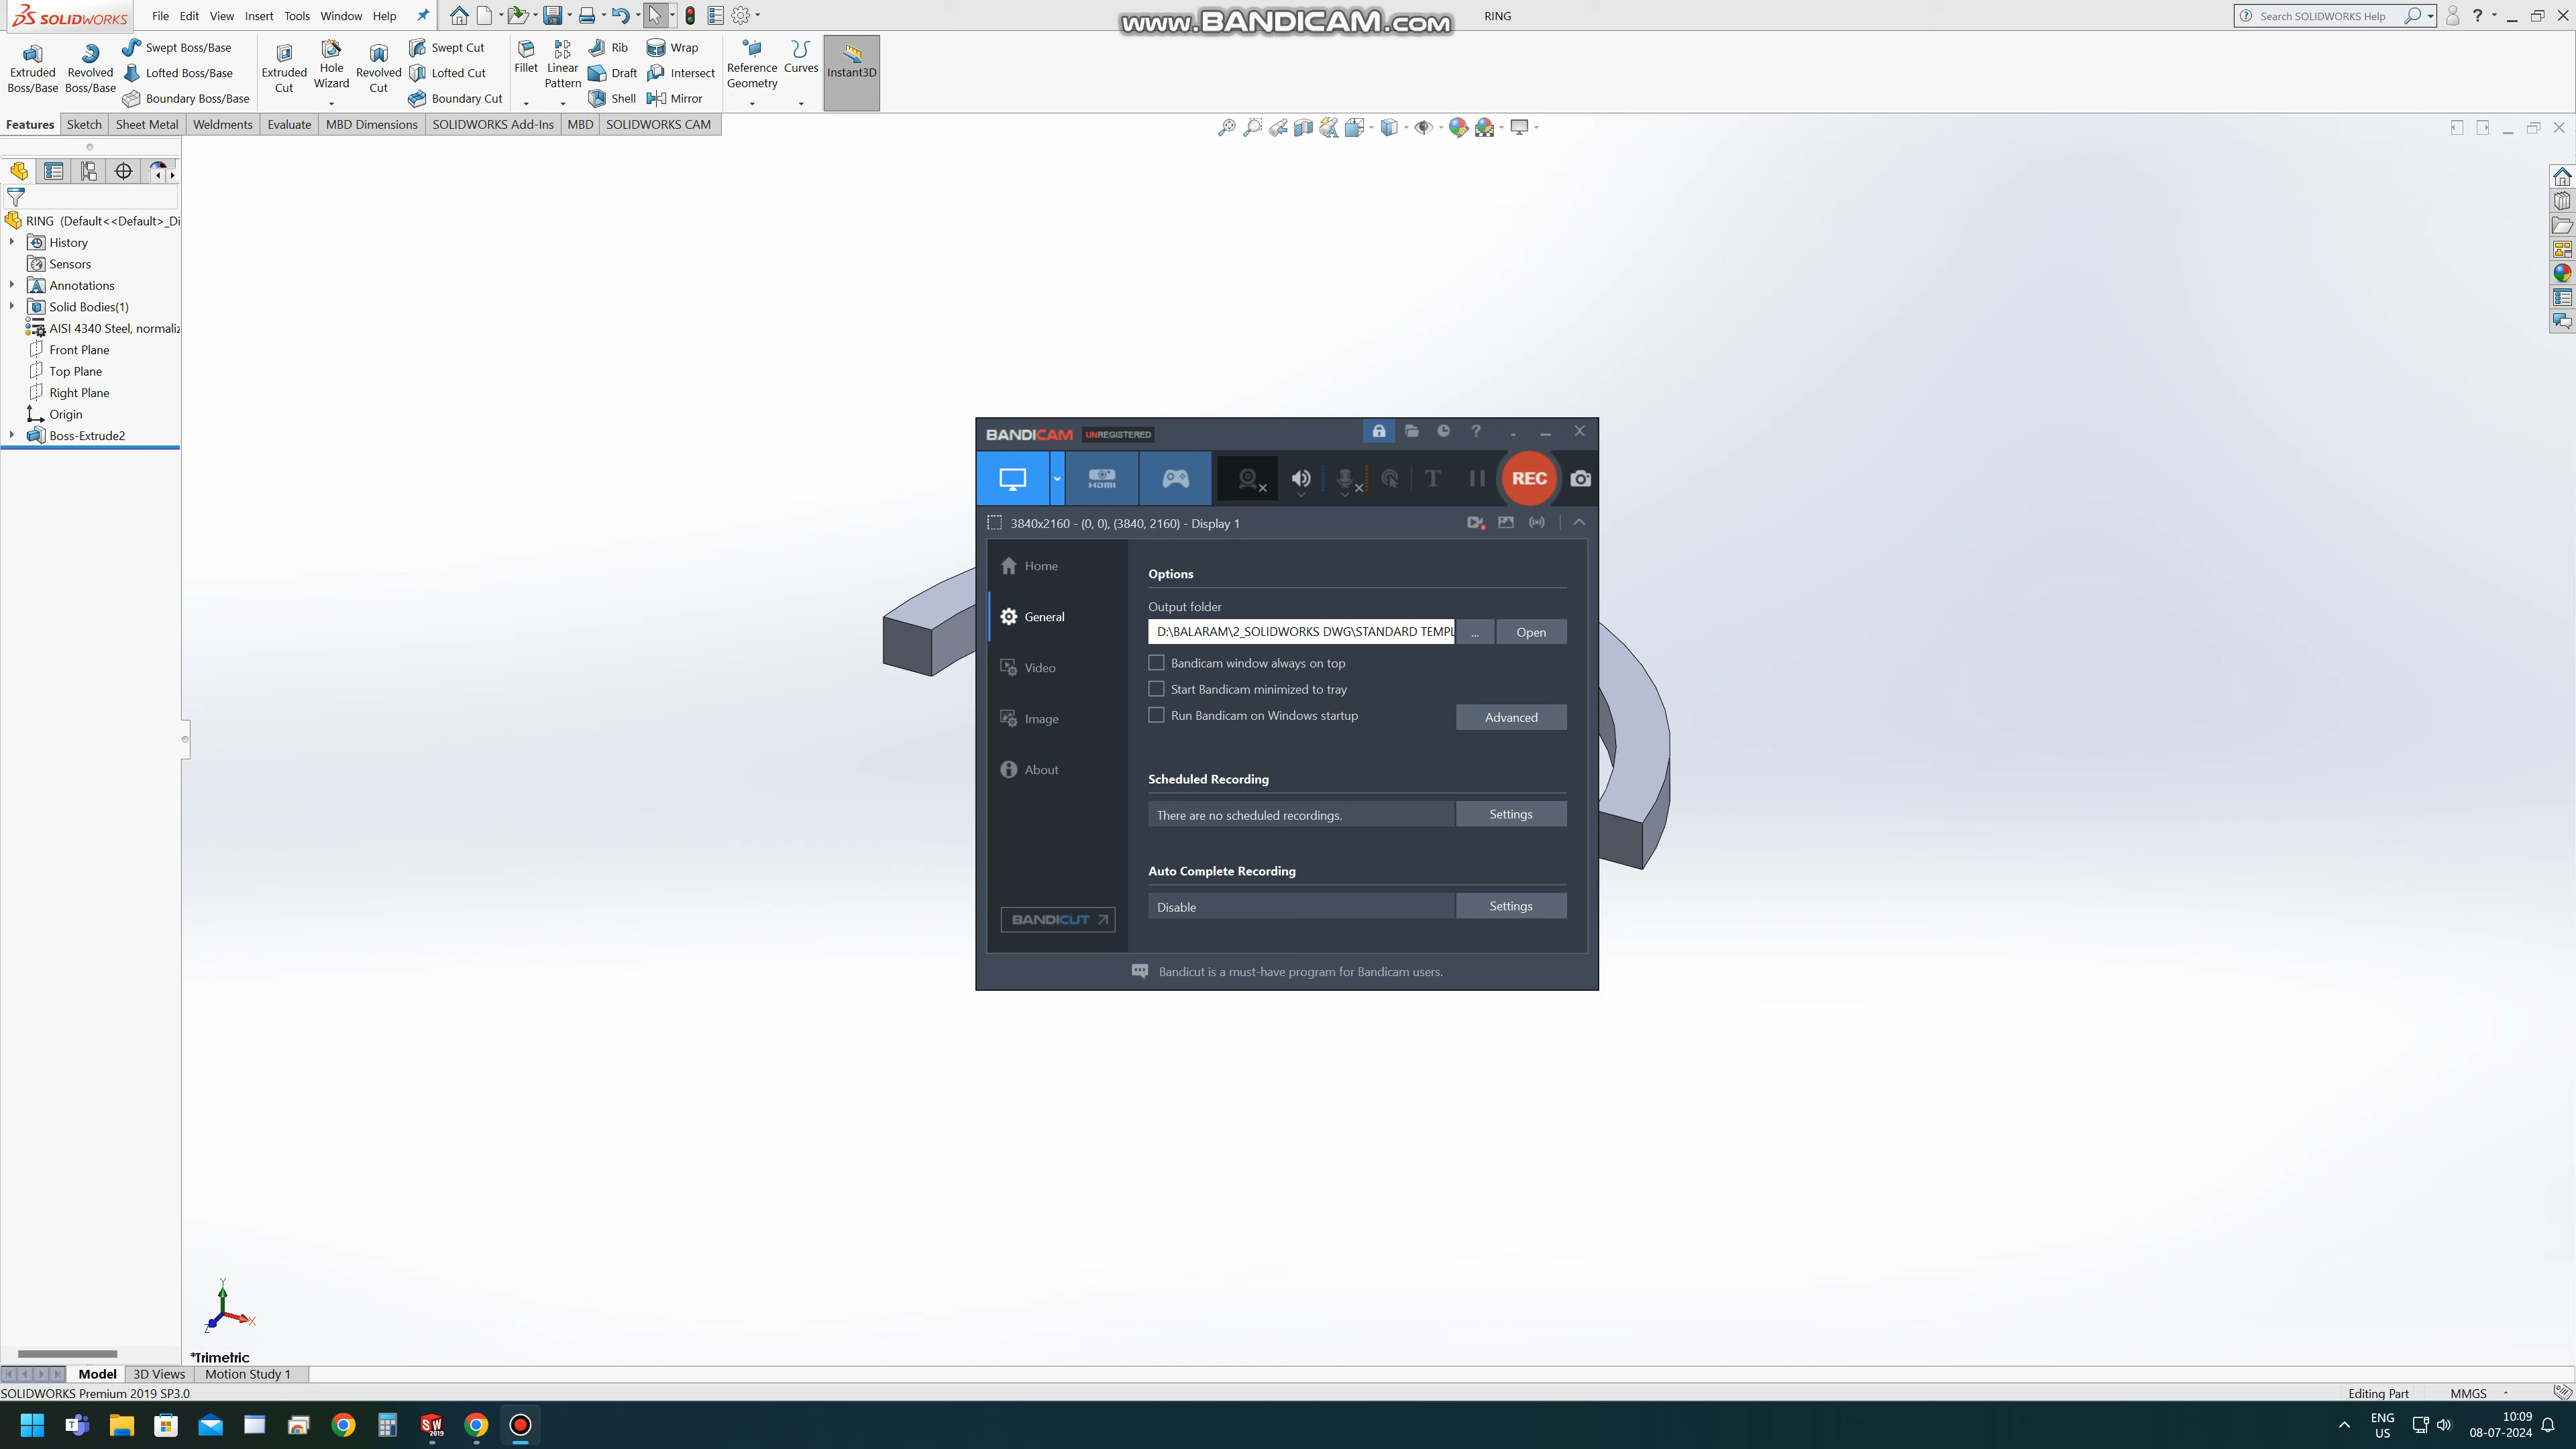 SOLIDWORKS File Edit View Insert Tools Window Help
www.BANDICAM.com
RING
Search SOLIDWORKS Help
Extruded Boss/Base
Revolved Boss/Base
Swept Boss/Base
Lofted Boss/Base
Boundary Boss/Base
Extruded Cut
Hole Wizard
Revolved Cut
Swept Cut
Lofted Cut
Boundary Cut
Fillet
Linear Pattern
Rib
Draft
Shell
Wrap
Intersect
Mirror
Reference Geometry
Curves
Instant3D
Features Sketch Sheet Metal Weldments Evaluate MBD Dimensions SOLIDWORKS Add-Ins MBD SOLIDWORKS CAM
RING (Default<<Default>_Di
History
Sensors
Annotations
Solid Bodies(1)
AISI 4340 Steel, normaliz
Front Plane
Top Plane
Right Plane
Origin
Boss-Extrude2
BANDICAM UNREGISTERED
HDMI
T
REC
3840x2160 - (0, 0), (3840, 2160) - Display 1
Home
General
Video
Image
About
BANDICUT
Options
Output folder
D:\BALARAM\2_SOLIDWORKS DWG\STANDARD TEMPL ... Open
Bandicam window always on top
Start Bandicam minimized to tray
Run Bandicam on Windows startup
Advanced
Scheduled Recording
There are no scheduled recordings. Settings
Auto Complete Recording
Disable Settings
Bandicut is a must-have program for Bandicam users.
Y
X
Z
*Trimetric
Model 3D Views Motion Study 1
SOLIDWORKS Premium 2019 SP3.0
Editing Part MMGS
SW 2019
ENG
US
10:09
08-07-2024